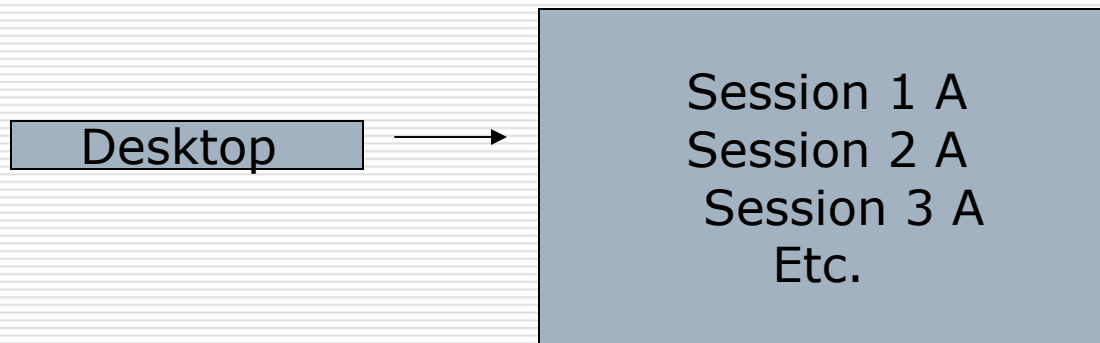 Desktop
Session 1 A
Session 2 A
Session 3 A
Etc.